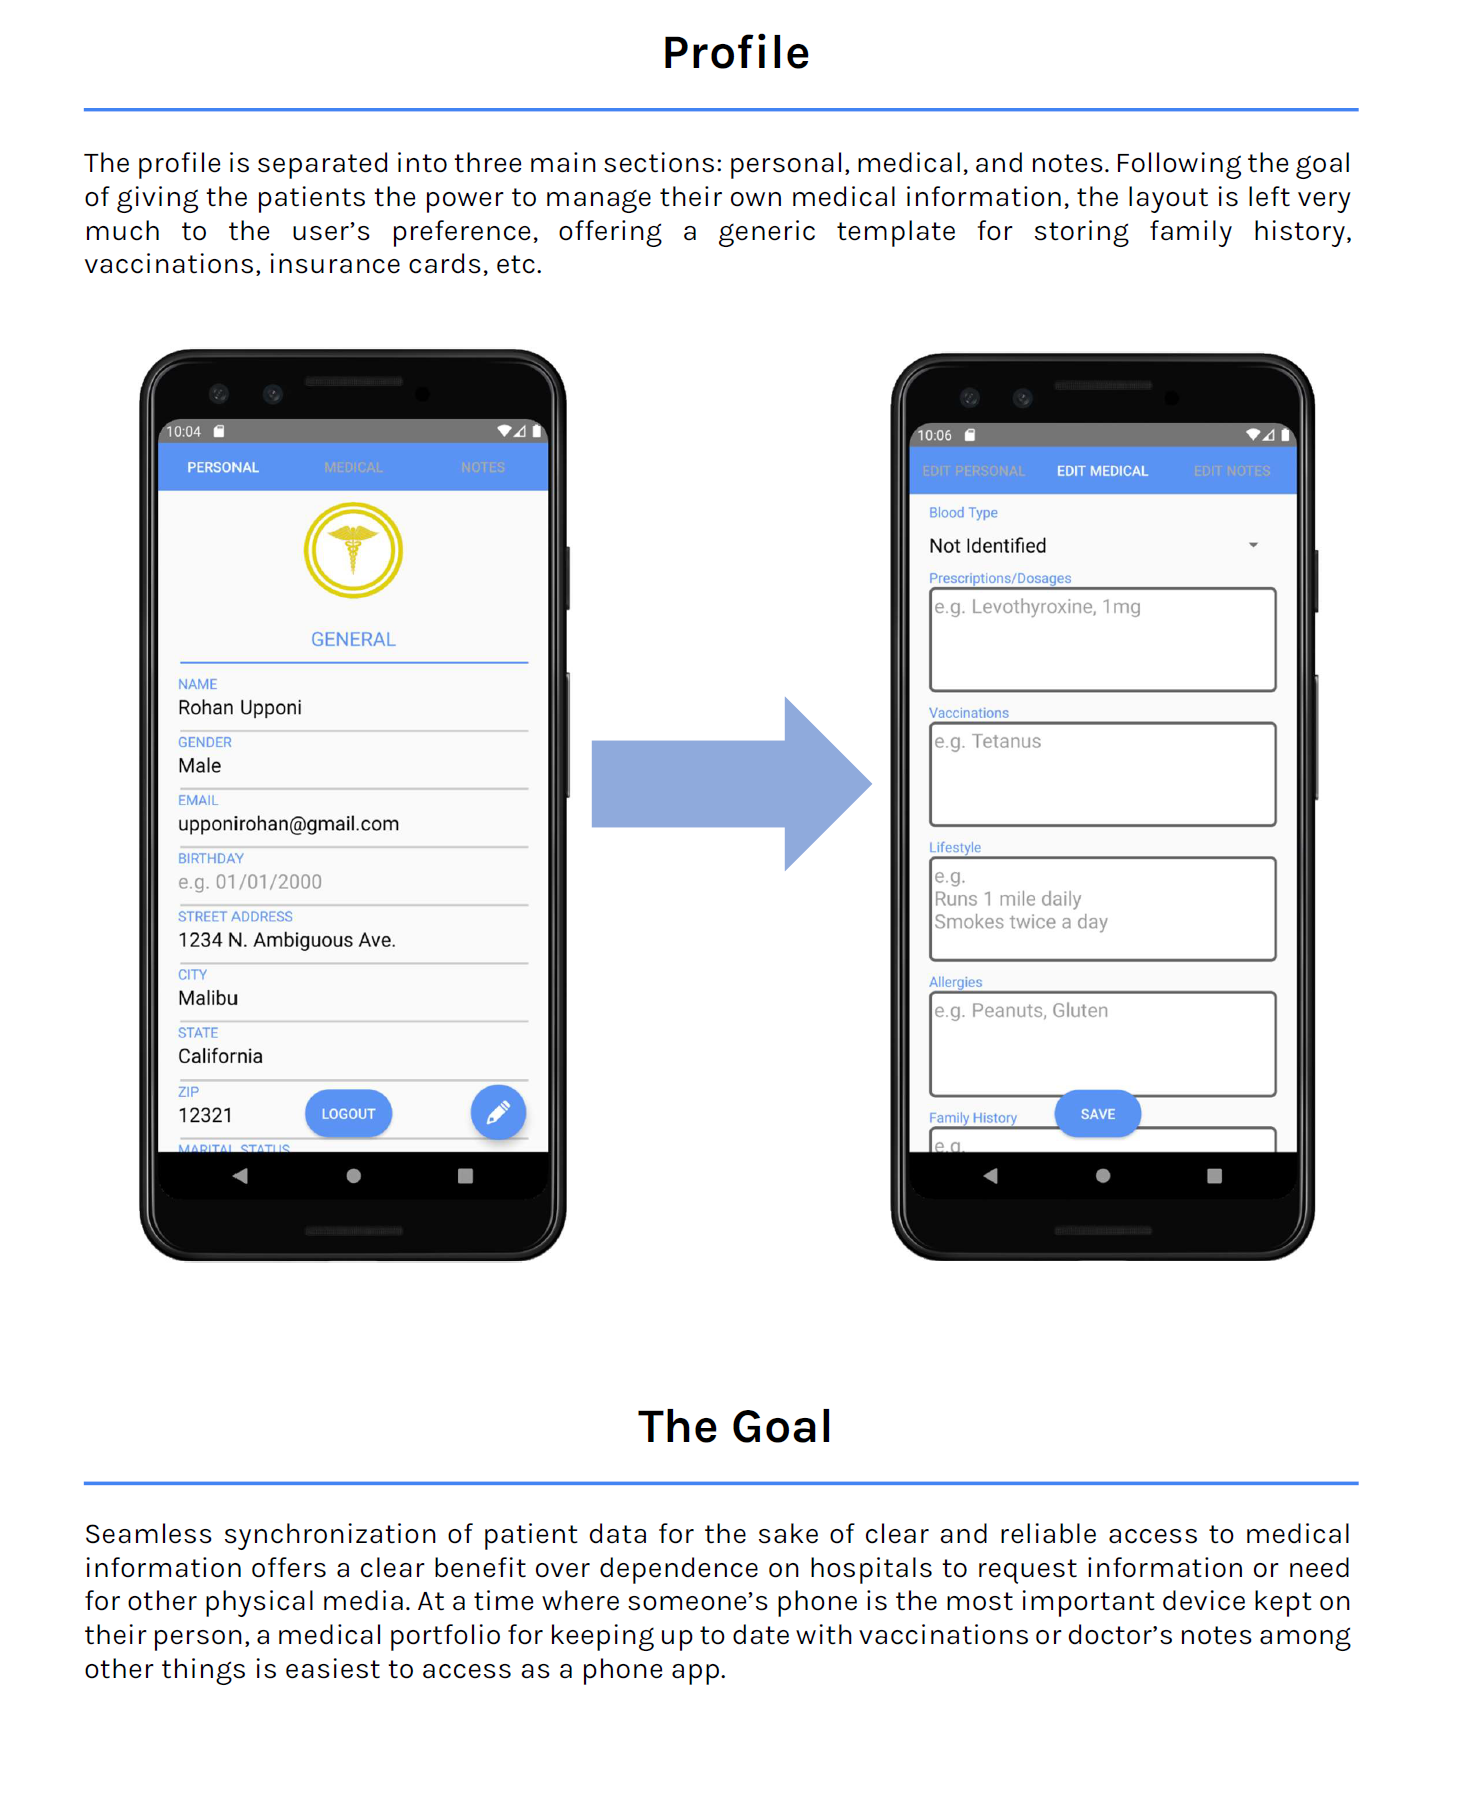 Profile
The profile is separated into three main sections: personal, medical, and notes. Following the goal
of giving the patients the power to manage their own medical information, the layout is left very
much to the user’s preference, offering a generic template for storing family history,
vaccinations, insurance cards, etc.
10:04
PERSONAL MEDICAL NOTES
GENERAL
NAME
Rohan Upponi
GENDER
Male
EMAIL
upponirohan@gmail.com
BIRTHDAY
e.g. 01/01/2000
STREET ADDRESS
1234 N. Ambiguous Ave.
CITY
Malibu
STATE
California
ZIP
12321
LOGOUT
MARITAL STATUS
10:06
EDIT PERSONAL EDIT MEDICAL EDIT NOTES
Blood Type
Not Identified
Prescriptions/Dosages
e.g. Levothyroxine, 1mg
Vaccinations
e.g. Tetanus
Lifestyle
e.g.
Runs 1 mile daily
Smokes twice a day
Allergies
e.g. Peanuts, Gluten
Family History
SAVE
e.g.
The Goal
Seamless synchronization of patient data for the sake of clear and reliable access to medical
information offers a clear benefit over dependence on hospitals to request information or need
for other physical media. At a time where someone’s phone is the most important device kept on
their person, a medical portfolio for keeping up to date with vaccinations or doctor’s notes among
other things is easiest to access as a phone app.